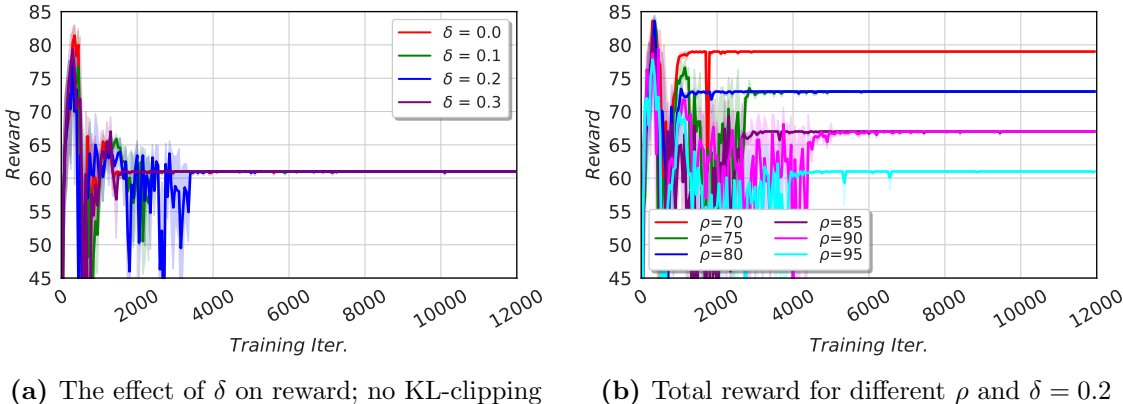 85
80
75
70
65
60
55
50
45
Reward
δ = 0.0
δ = 0.1
δ = 0.2
δ = 0.3
0
2000
4000
6000
8000
10000
12000
Training Iter.
(a) The effect of δ on reward; no KL-clipping
85
80
75
70
65
60
55
50
45
Reward
ρ=70
ρ=75
ρ=80
ρ=85
ρ=90
ρ=95
0
2000
4000
6000
8000
10000
12000
Training Iter.
(b) Total reward for different ρ and δ = 0.2